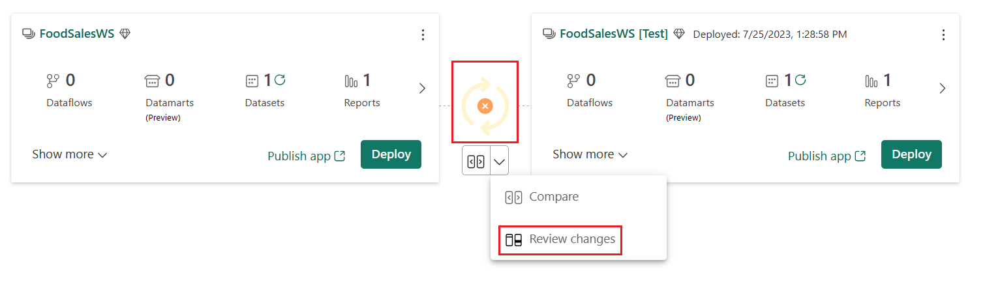 FoodSalesWS
0
Dataflows
0
Datamarts
(Preview)
1
Datasets
1
Reports
Show more
Publish app
Deploy
FoodSalesWS [Test] Deployed: 7/25/2023, 1:28:58 PM
0
Dataflows
0
Datamarts
(Preview)
1
Datasets
1
Reports
Show more
Publish app
Deploy
Compare
Review changes